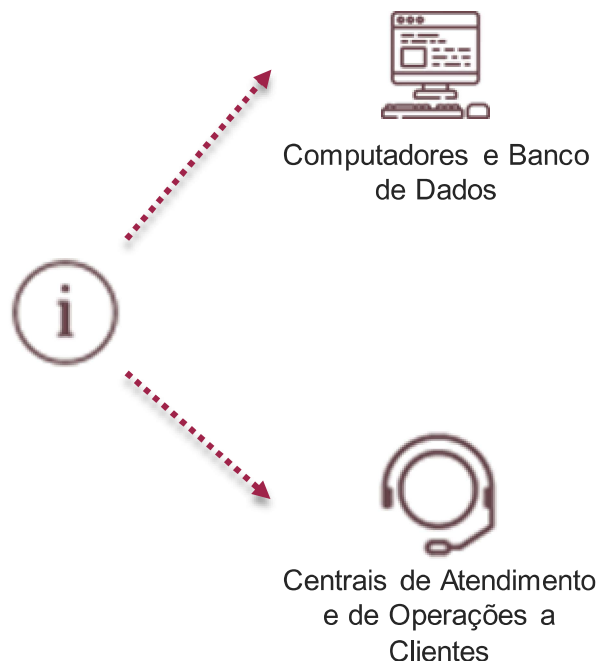 Computadores e Banco
de Dados
i
Centrais de Atendimento
e de Operações a
Clientes